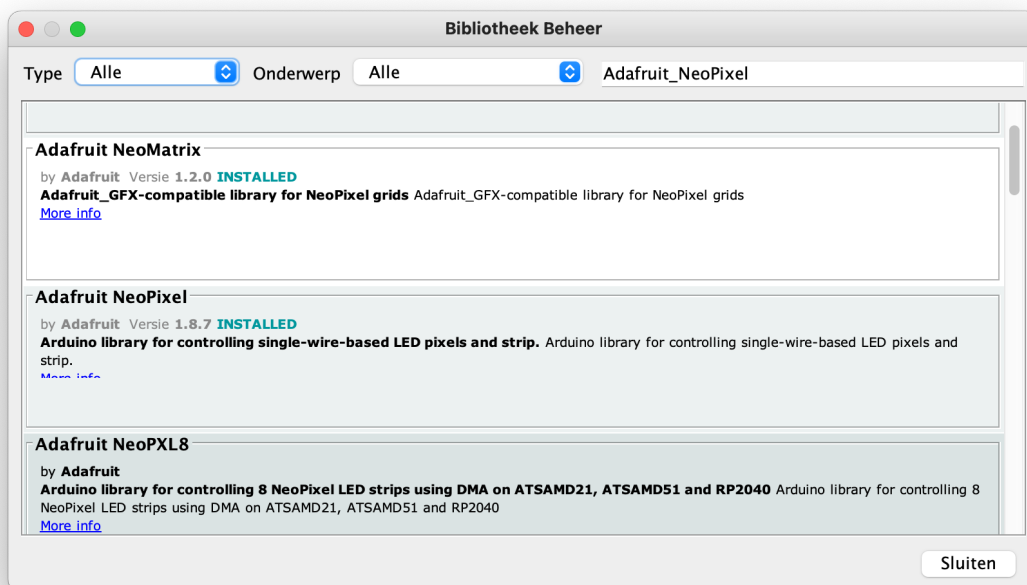 Bibliotheek Beheer
Type Alle Onderwerp Alle Adafruit_NeoPixel
Adafruit NeoMatrix
by Adafruit Versie 1.2.0 INSTALLED
Adafruit_GFX-compatible library for NeoPixel grids Adafruit_GFX-compatible library for NeoPixel grids
More info
Adafruit NeoPixel
by Adafruit Versie 1.8.7 INSTALLED
Arduino library for controlling single-wire-based LED pixels and strip. Arduino library for controlling single-wire-based LED pixels and
strip.
More info
Adafruit NeoPXL8
by Adafruit
Arduino library for controlling 8 NeoPixel LED strips using DMA on ATSAMD21, ATSAMD51 and RP2040 Arduino library for controlling 8
NeoPixel LED strips using DMA on ATSAMD21, ATSAMD51 and RP2040
More info
Sluiten